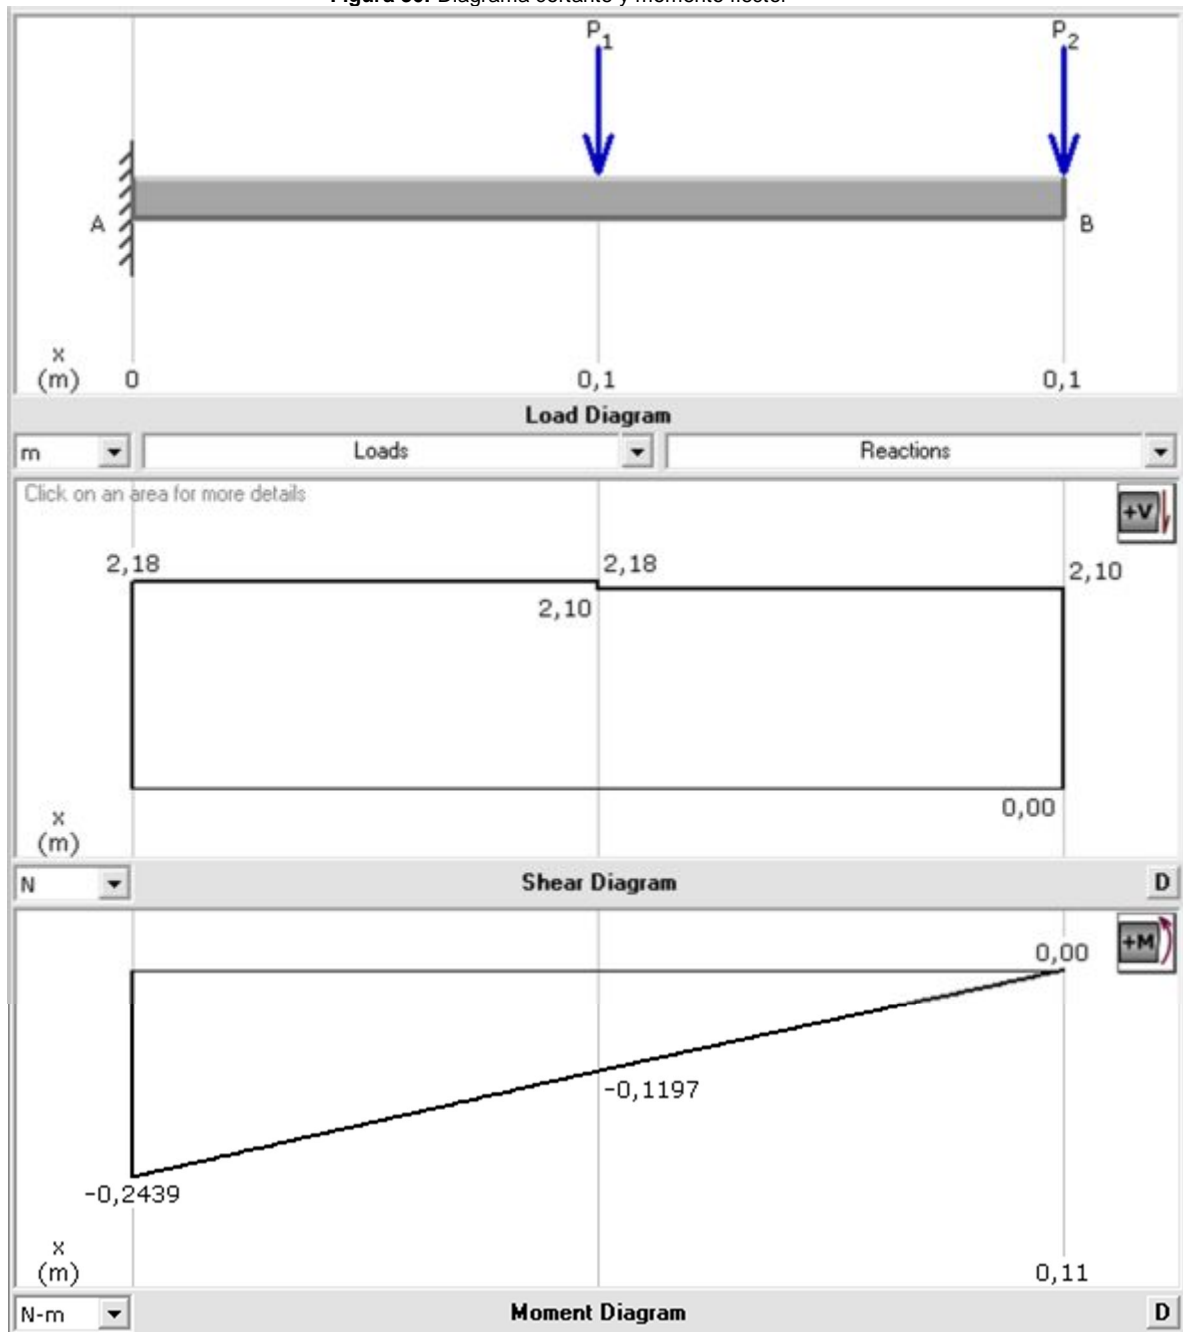 P1 P2
A B
x
(m) 0 0,1 0,1
Load Diagram
m Loads Reactions
Click on an area for more details
+V
2,18 2,18 2,10
2,10
0,00
x
(m)
N Shear Diagram D
+M
0,00
-0,1197
-0,2439
x
(m) 0,11
N-m Moment Diagram D